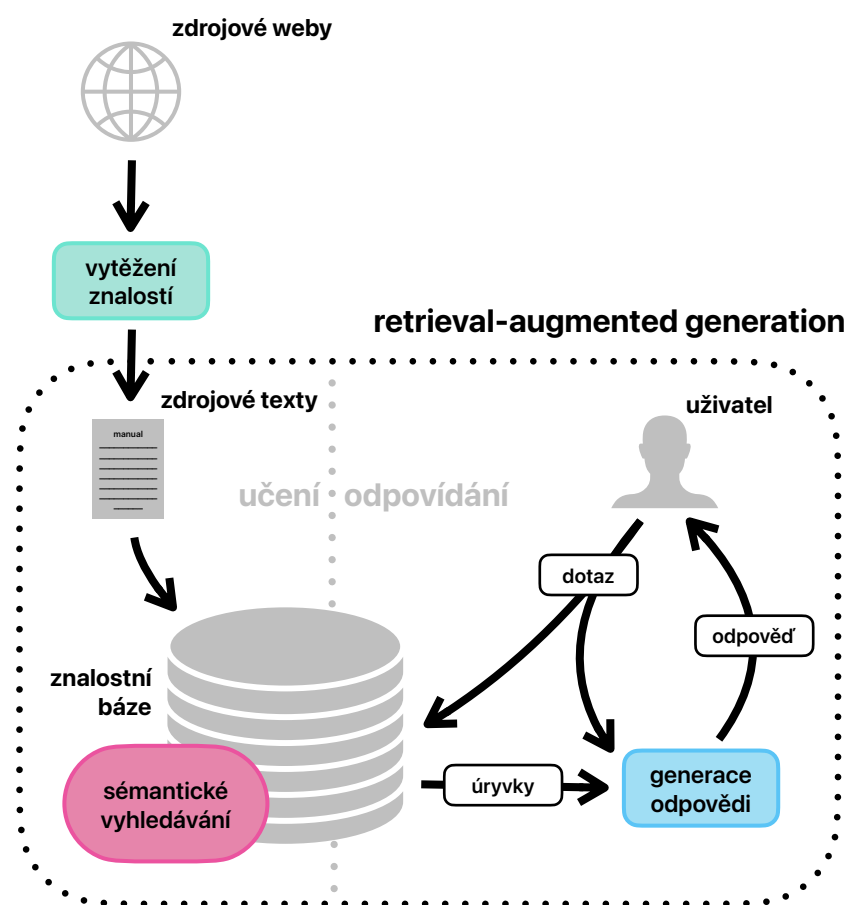 zdrojové weby
vytěžení
znalostí
retrieval-augmented generation
zdrojové texty
uživatel
manual
učení
odpovídání
dotaz
odpověď
znalostní
báze
sémantické
vyhledávání
úryvky
generace
odpovědi